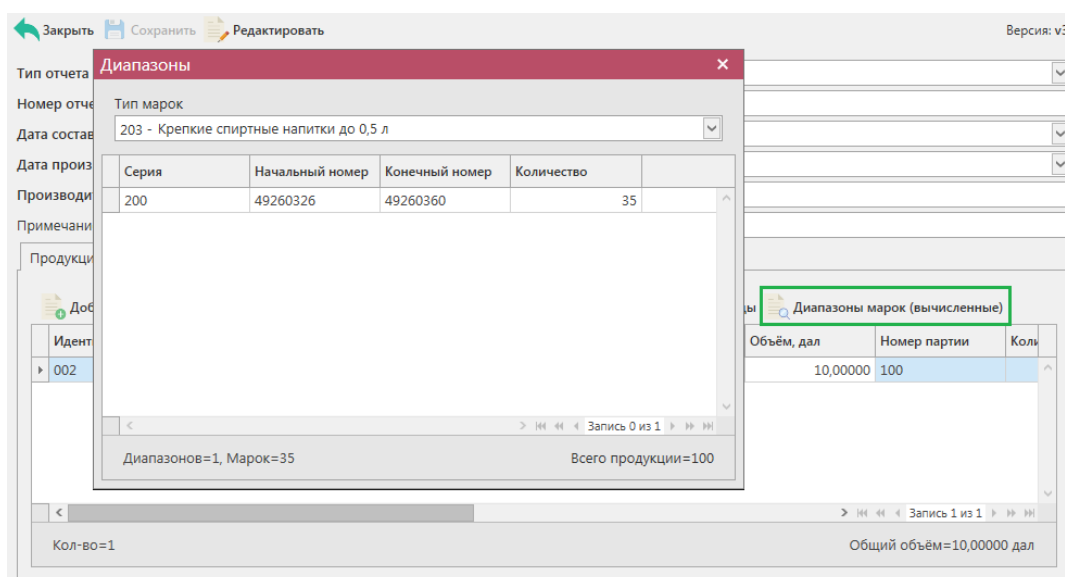 Закрыть Сохранить Редактировать Версия: v3
Диапазоны
Тип отчета
Номер отче
Тип марок
203 - Крепкие спиртные напитки до 0,5 л
Дата состав
Дата произ
Серия Начальный номер Конечный номер Количество
Производи
200 49260326 49260360 35
Примечани
Продукци
Доб цы Диапазоны марок (вычисленные)
Идент Объём, дал Номер партии Коли
002 10,00000 100
Запись 0 из 1
Диапазонов=1, Марок=35 Всего продукции=100
Запись 1 из 1
Кол-во=1 Общий объём=10,00000 дал